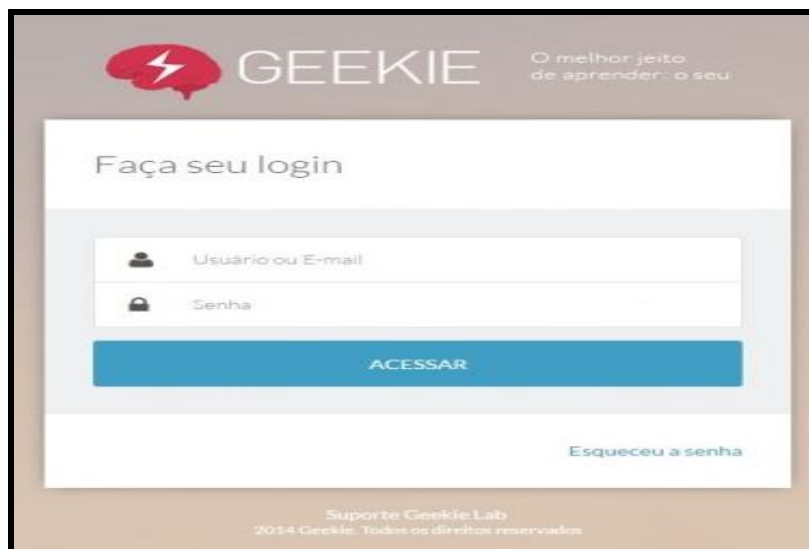 GEEKIE
O melhor jeito
de aprender: o seu
Faça seu login
Usuário ou E-mail
Senha
ACESSAR
Esqueceu a senha
Suporte Geekie Lab
2014 Geekie. Todos os direitos reservados